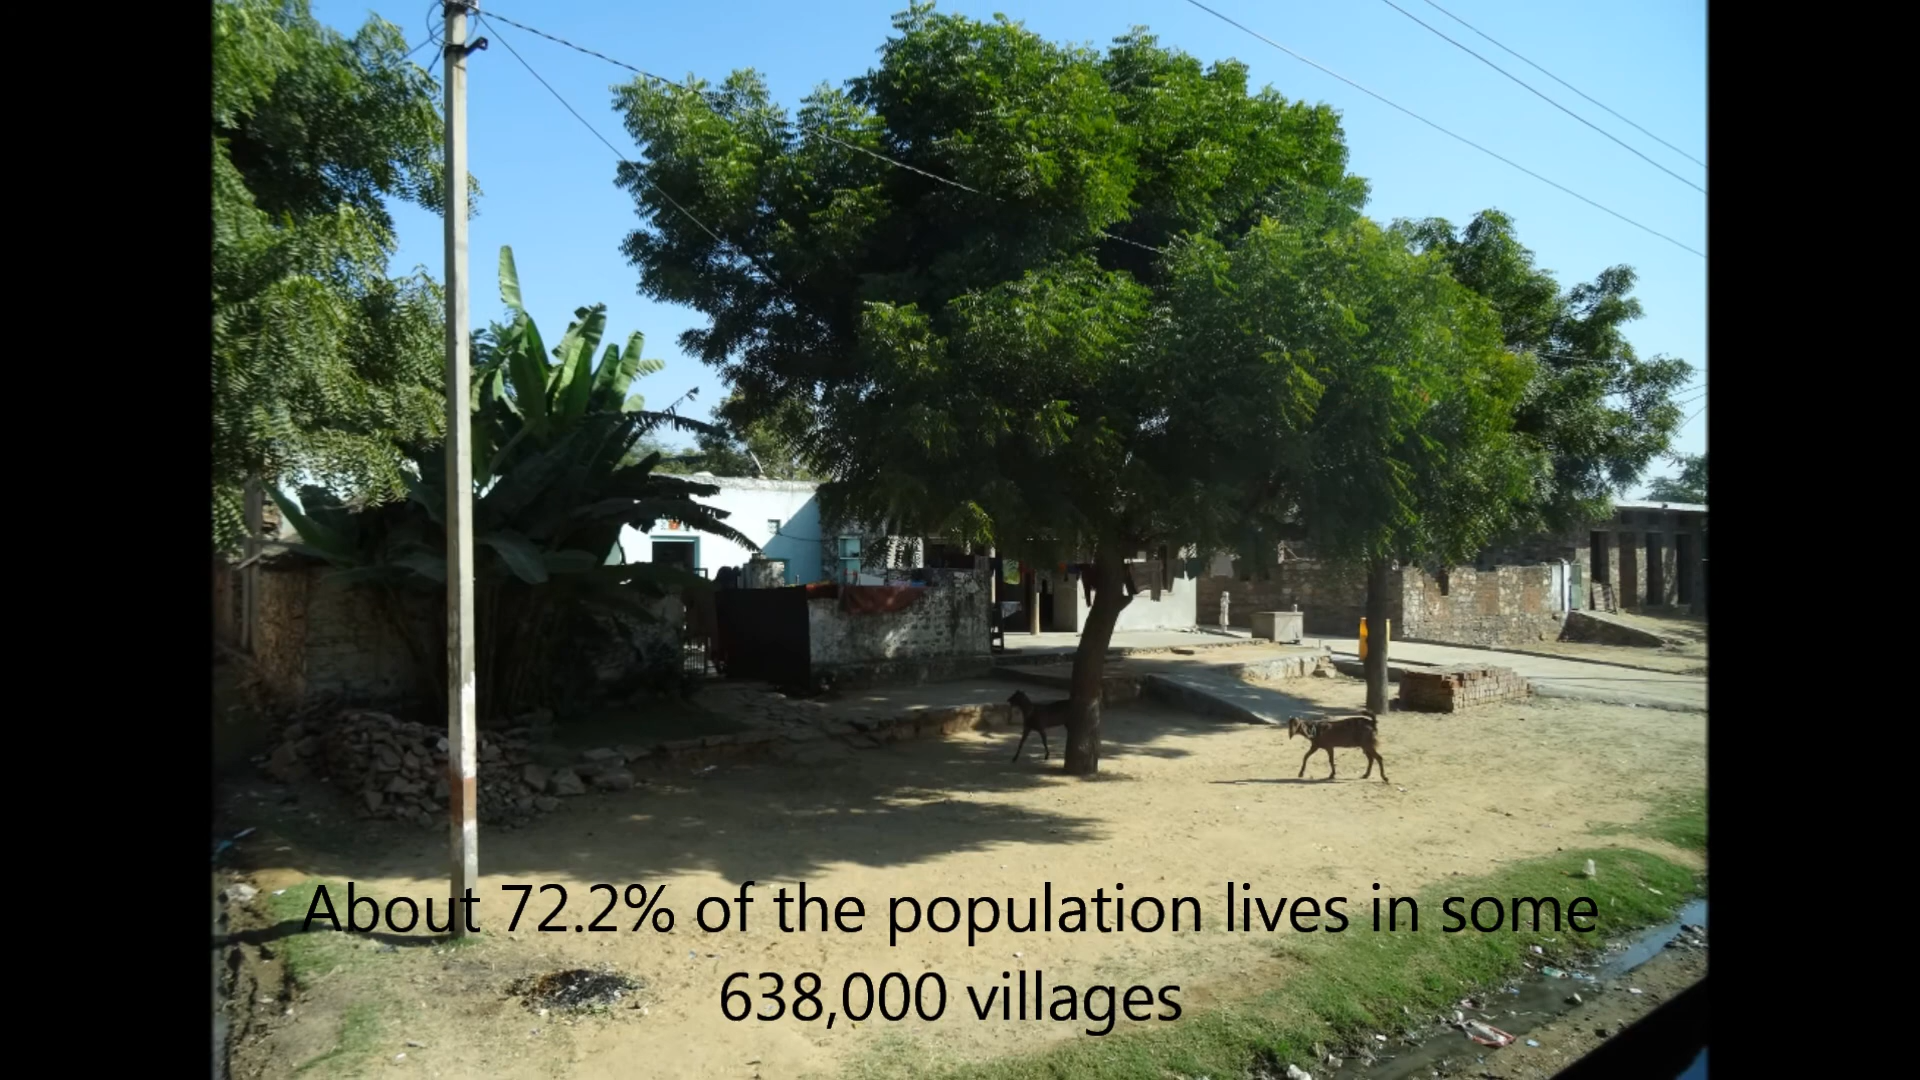 About 72.2% of the population lives in some
638,000 villages